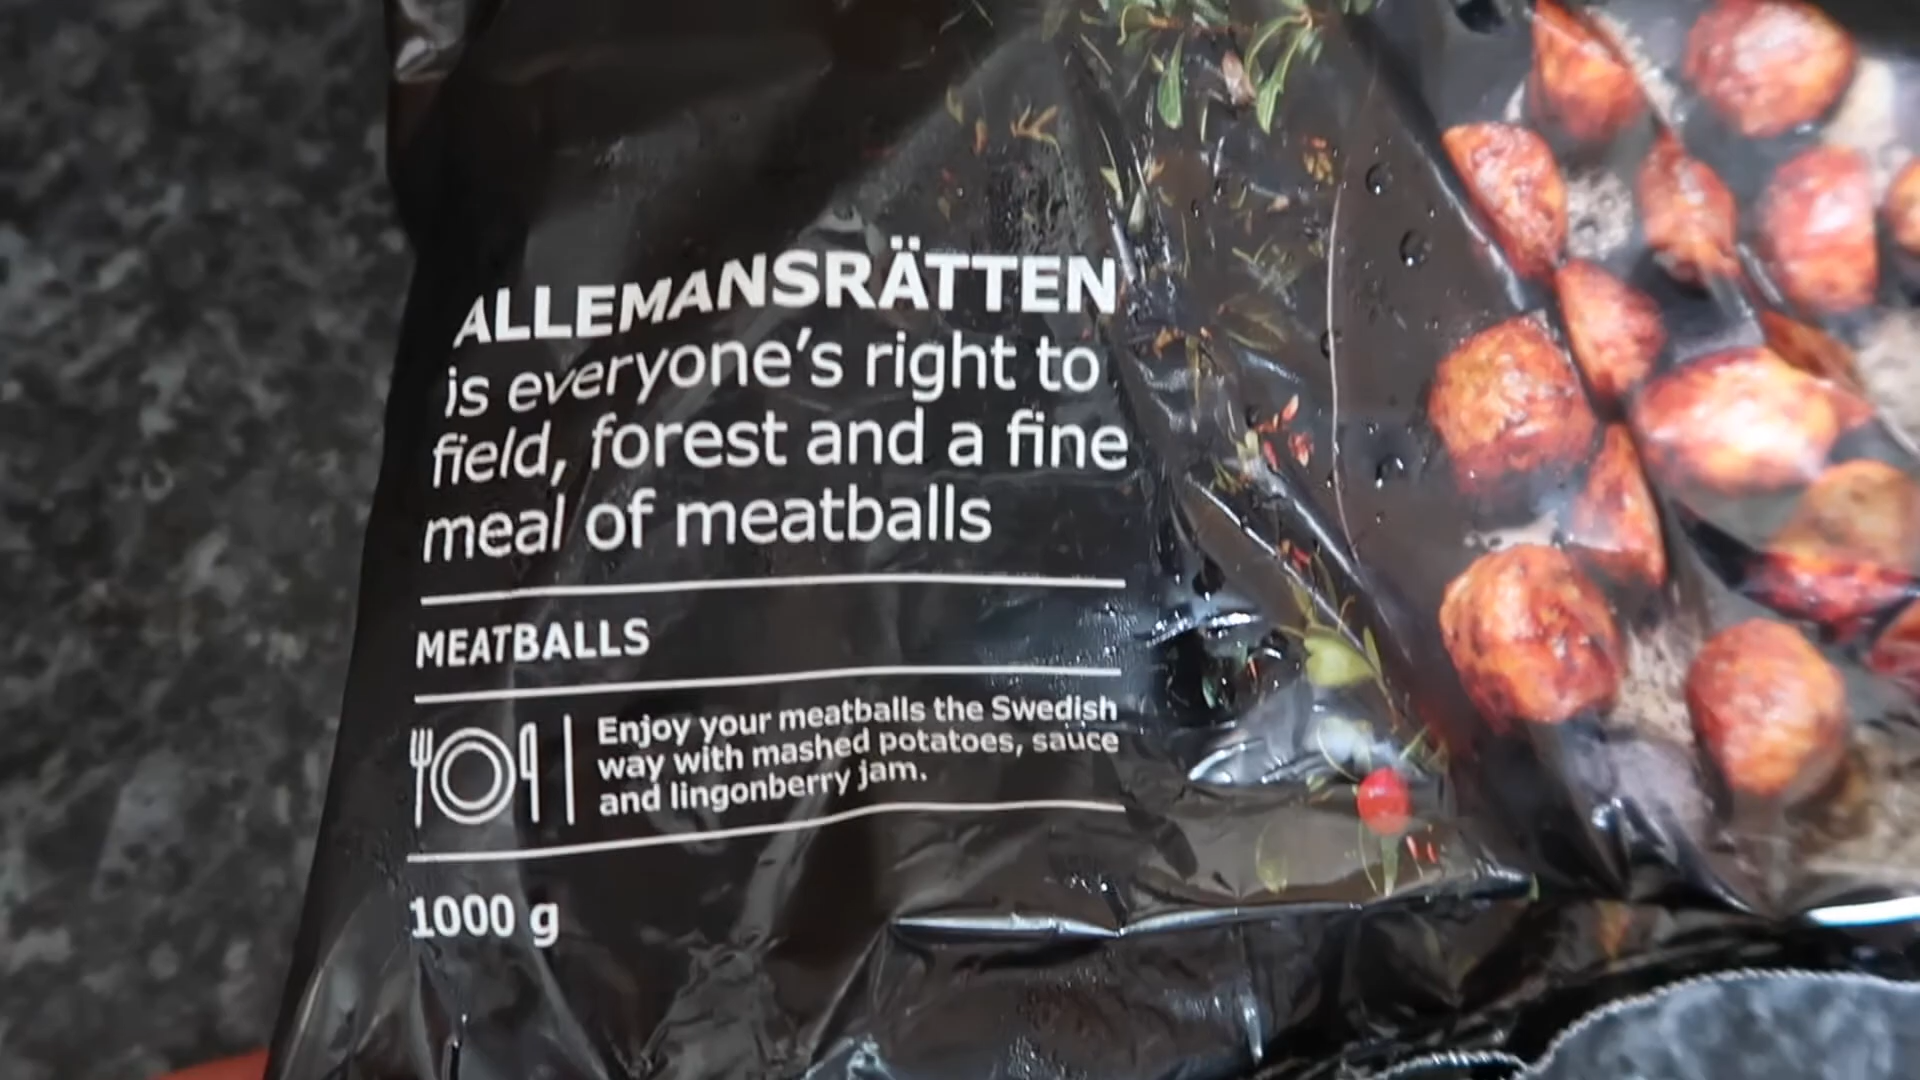 ALLEMANSRÄTTEN
is everyone's right to
field, forest and a fine
meal of meatballs
MEATBALLS
Enjoy your meatballs the Swedish
way with mashed potatoes, sauce
and lingonberry jam.
1000 g